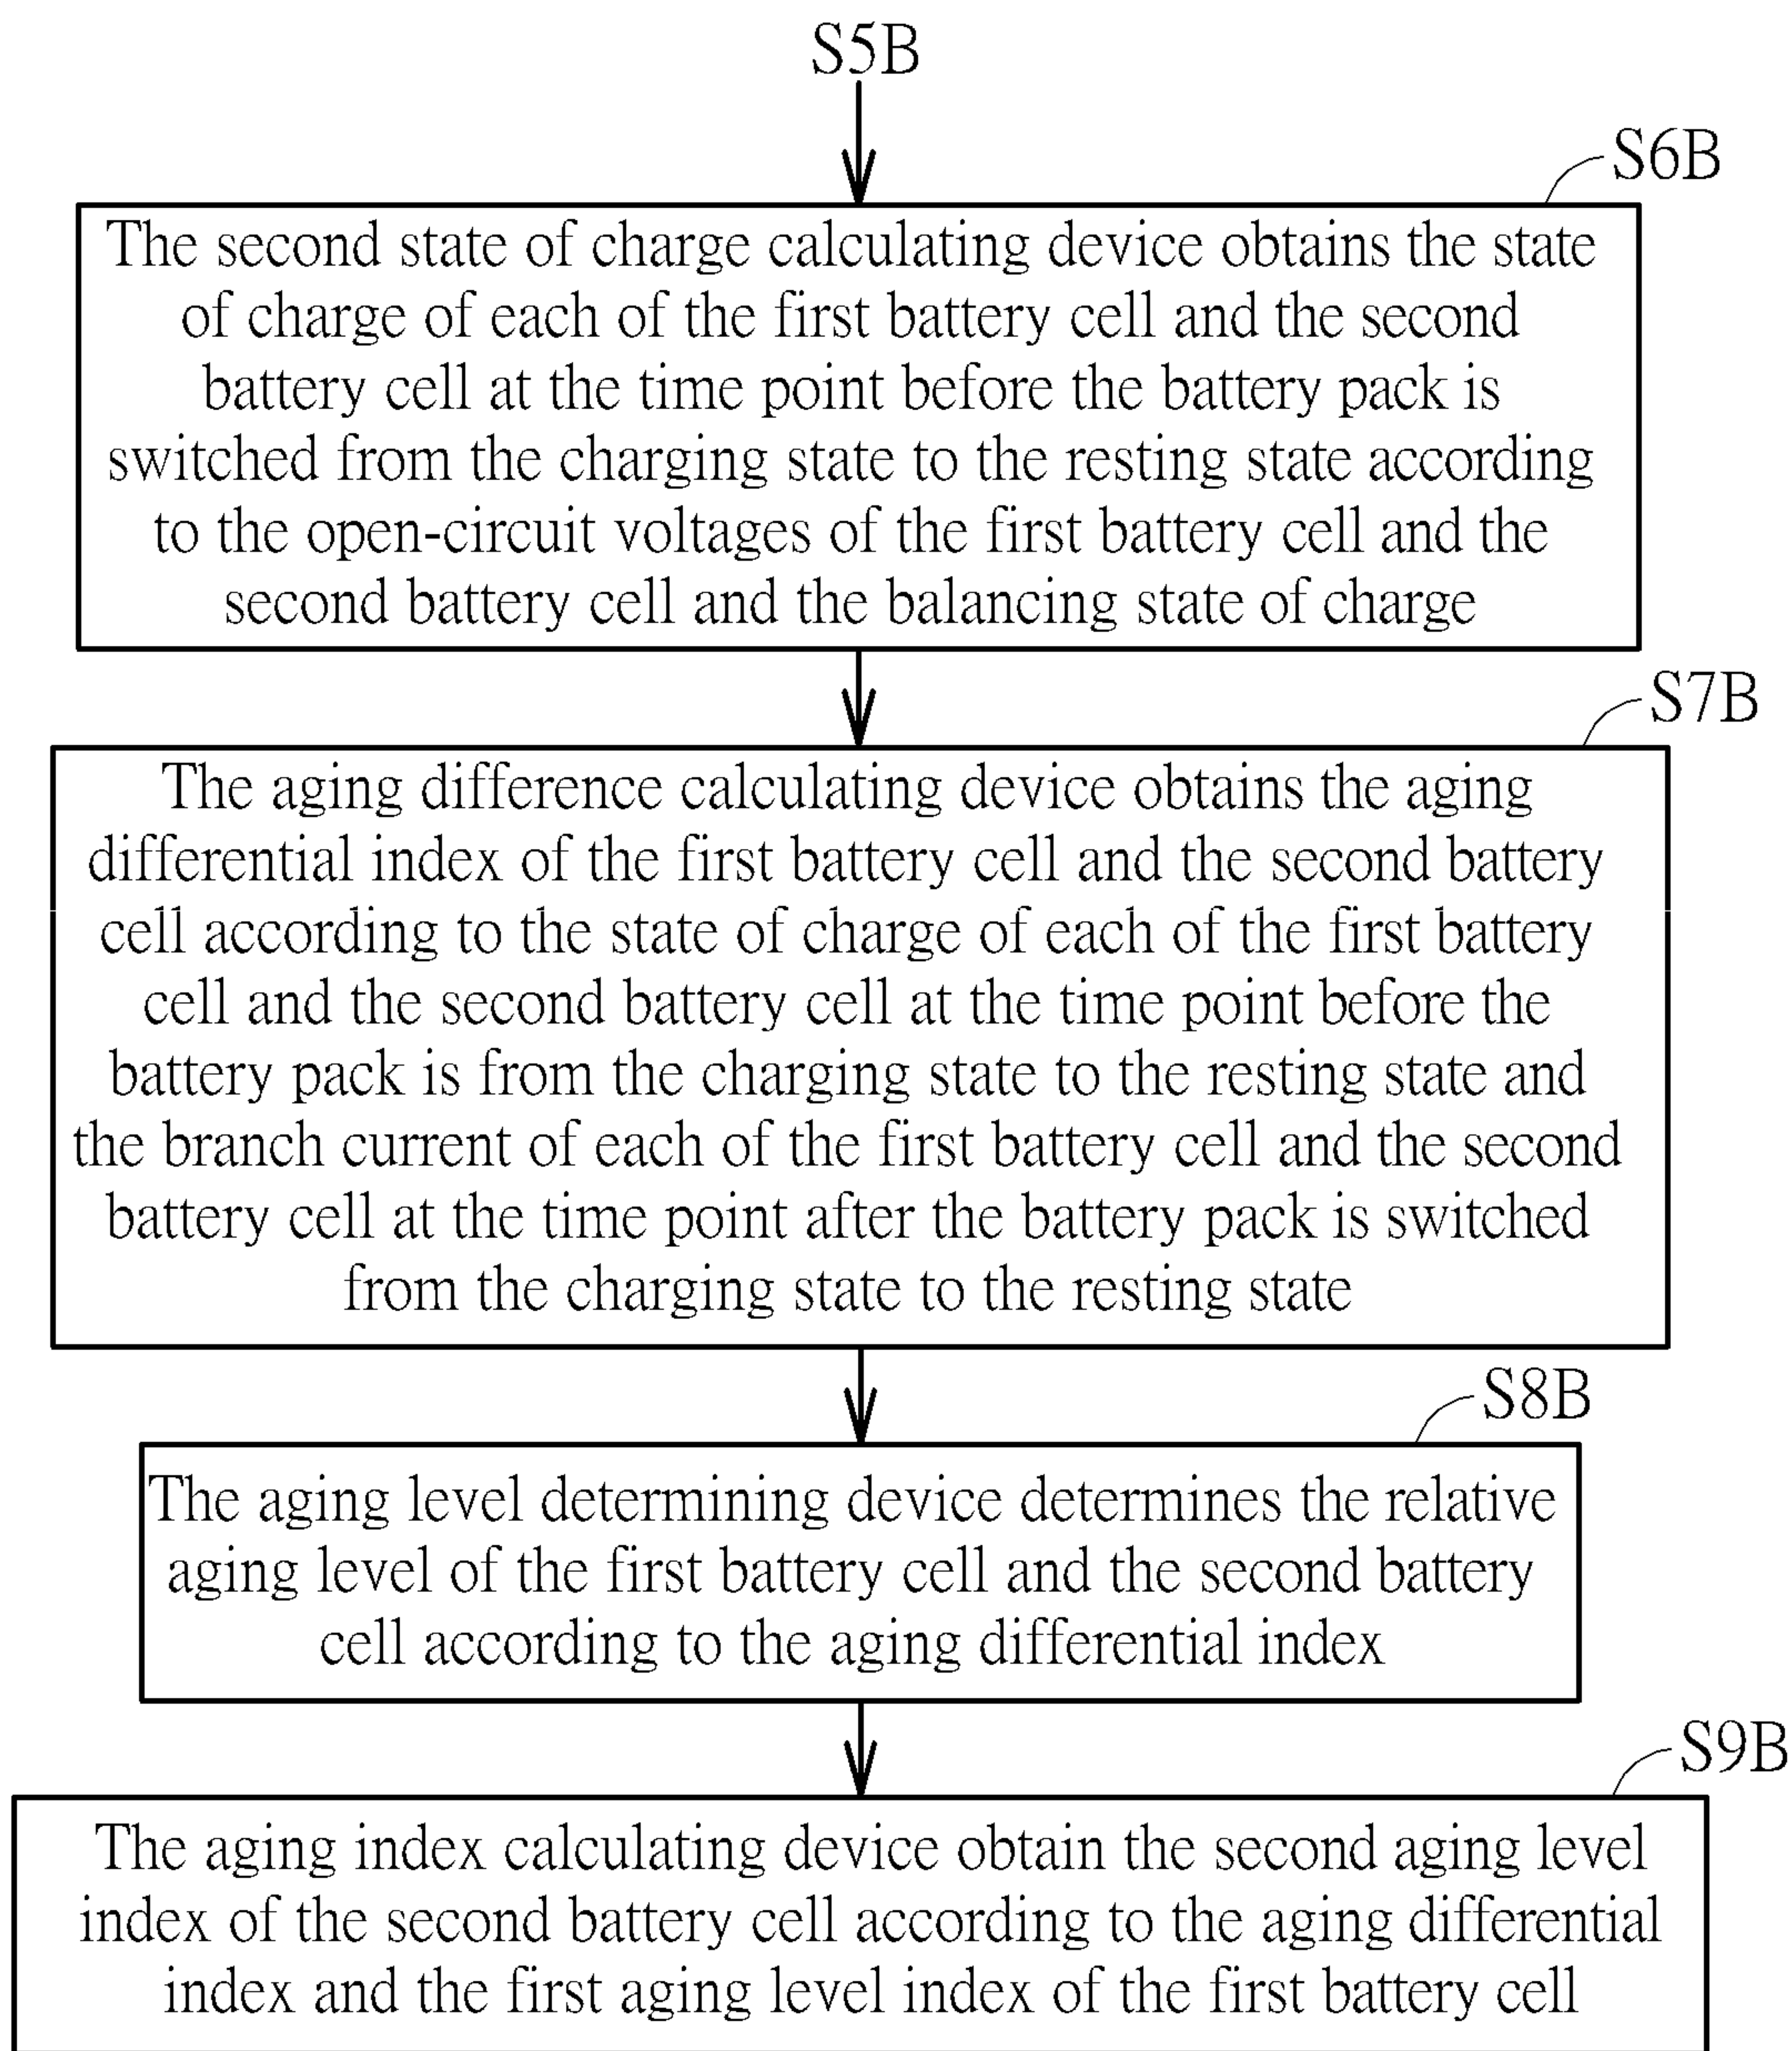 S5B
S6B
The second state of charge calculating device obtains the state
of charge of each of the first battery cell and the second
battery cell at the time point before the battery pack is
switched from the charging state to the resting state according
to the open-circuit voltages of the first battery cell and the
second battery cell and the balancing state of charge
S7B
The aging difference calculating device obtains the aging
differential index of the first battery cell and the second battery
cell according to the state of charge of each of the first battery
cell and the second battery cell at the time point before the
battery pack is from the charging state to the resting state and
the branch current of each of the first battery cell and the second
battery cell at the time point after the battery pack is switched
from the charging state to the resting state
S8B
The aging level determining device determines the relative
aging level of the first battery cell and the second battery
cell according to the aging differential index
S9B
The aging index calculating device obtain the second aging level
index of the second battery cell according to the aging differential
index and the first aging level index of the first battery cell